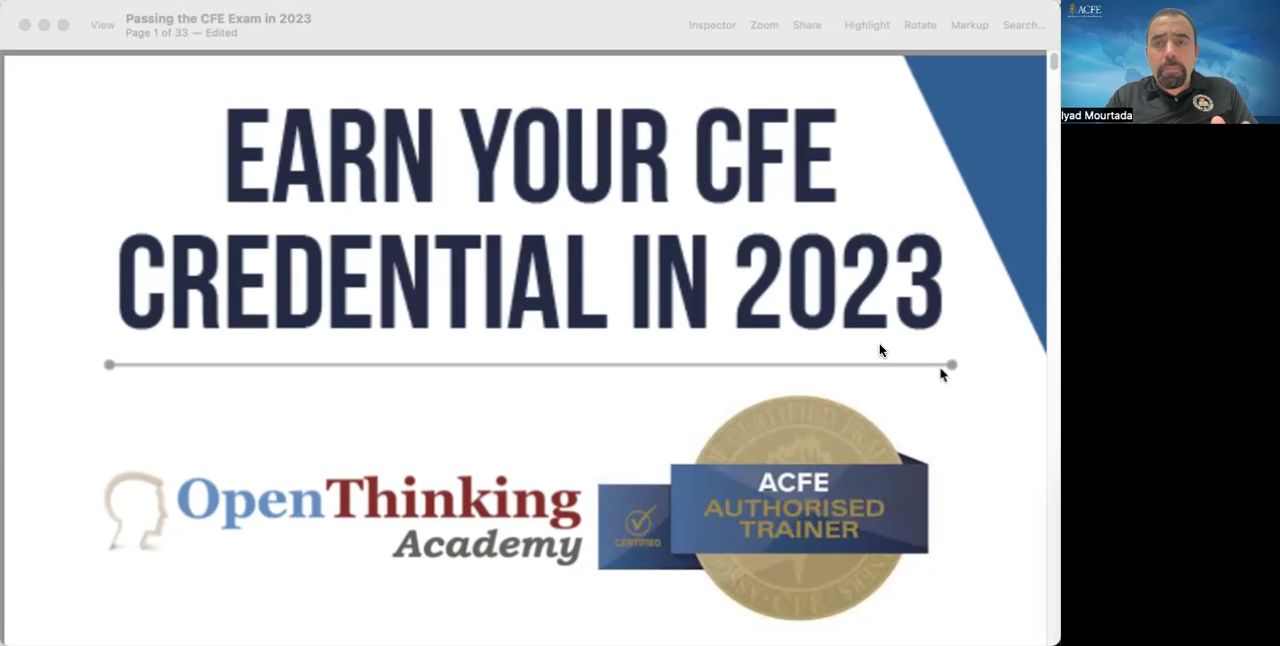 View
Passing the CFE Exam in 2023
Page 1 of 33 — Edited
Inspector Zoom Share Highlight Rotate Markup Search...
ACFE
lyad Mourtada
EARN YOUR CFE
CREDENTIAL IN 2023
OpenThinking
Academy
CERTIFIED
ACFE
AUTHORISED
TRAINER